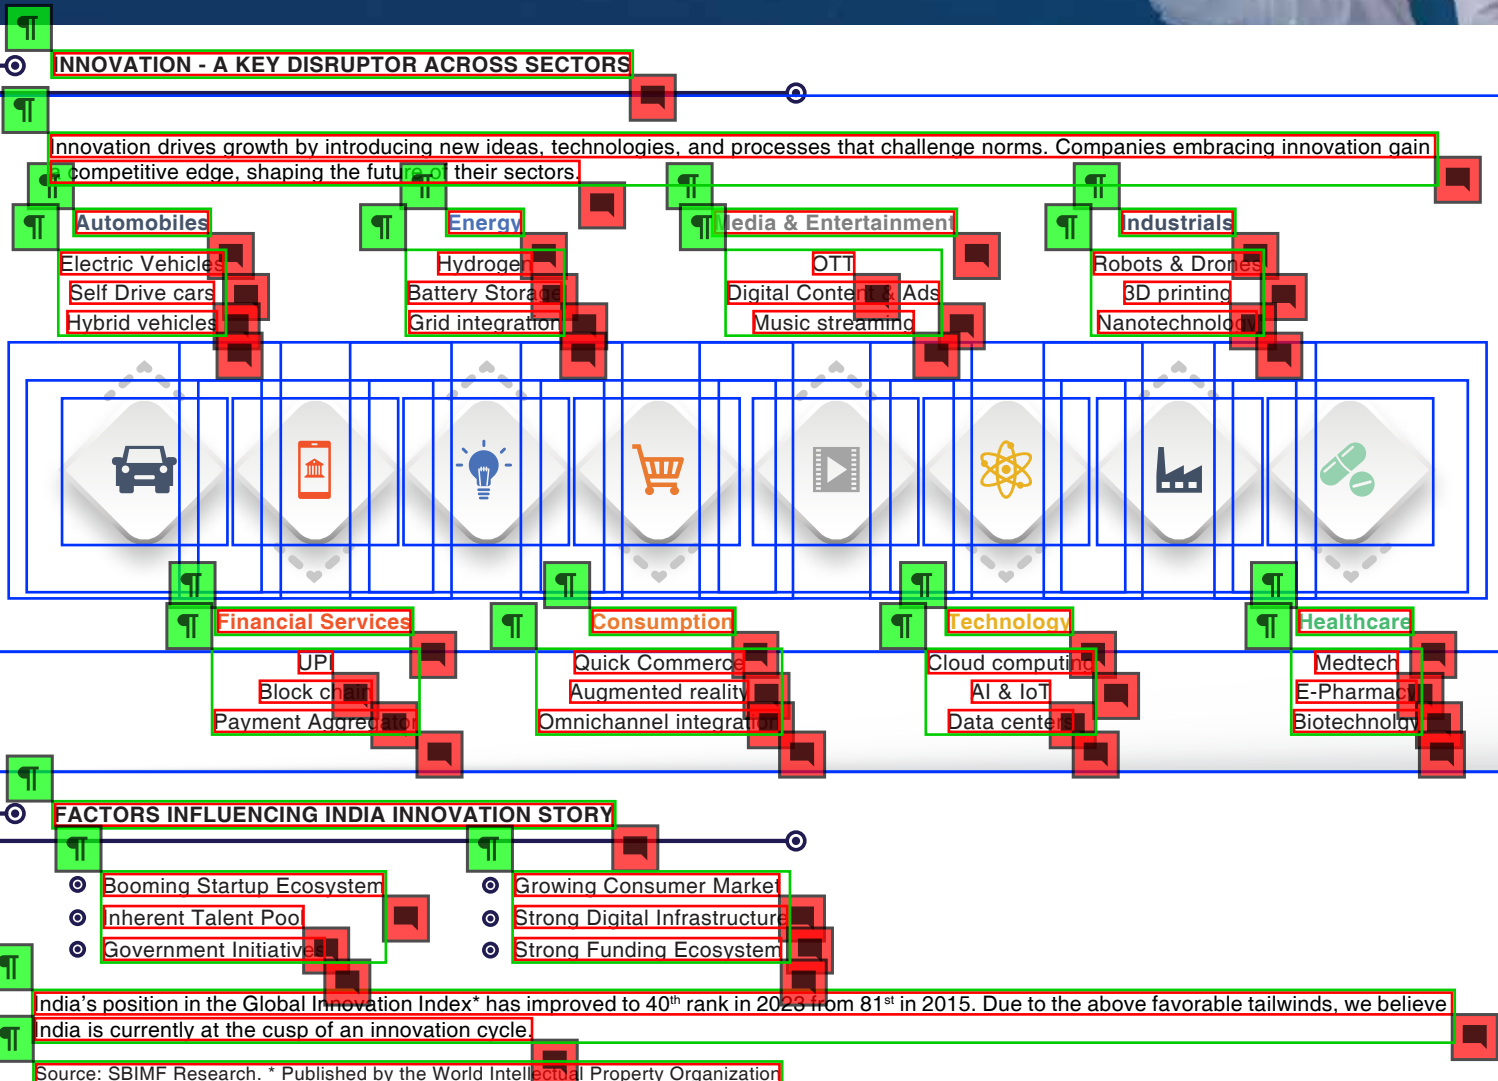 INNOVATION - A KEY DISRUPTOR ACROSS SECTORS
Innovation drives growth by introducing new ideas, technologies, and processes that challenge norms. Companies embracing innovation gain
a competitive edge, shaping the future of their sectors.
Automobiles
Electric Vehicles
Self Drive cars
Hybrid vehicles
Energy
Hydrogen
Battery Storage
Grid integration
Media & Entertainment
OTT
Digital Content & Ads
Music streaming
Industrials
Robots & Drones
3D printing
Nanotechnology
Financial Services
UPI
Block chain
Payment Aggregator
Consumption
Quick Commerce
Augmented reality
Omnichannel integration
Technology
Cloud computing
AI & IoT
Data centers
Healthcare
Medtech
E-Pharmacy
Biotechnolgy
FACTORS INFLUENCING INDIA INNOVATION STORY
Booming Startup Ecosystem
Inherent Talent Pool
Government Initiatives
Growing Consumer Market
Strong Digital Infrastructure
Strong Funding Ecosystem
India's position in the Global Innovation Index* has improved to 40th rank in 2023 from 81st in 2015. Due to the above favorable tailwinds, we believe
India is currently at the cusp of an innovation cycle.
Source: SBIMF Research. * Published by the World Intellectual Property Organization